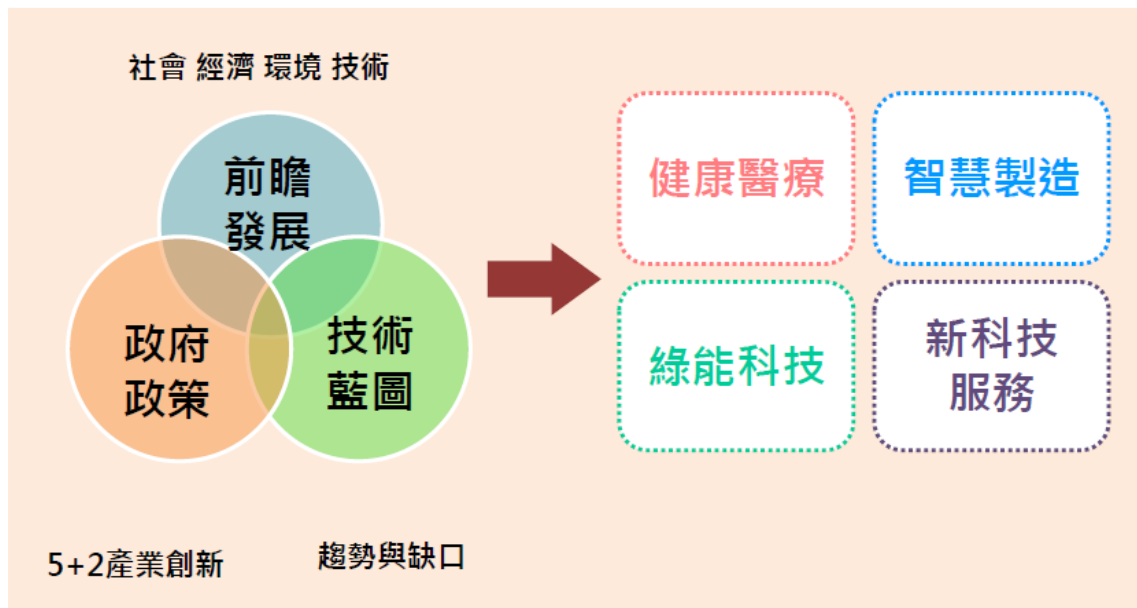 社會 經濟 環境 技術
前瞻
發展
政府
政策
技術
藍圖
5+2產業創新
趨勢與缺口
健康醫療
智慧製造
綠能科技
新科技
服務